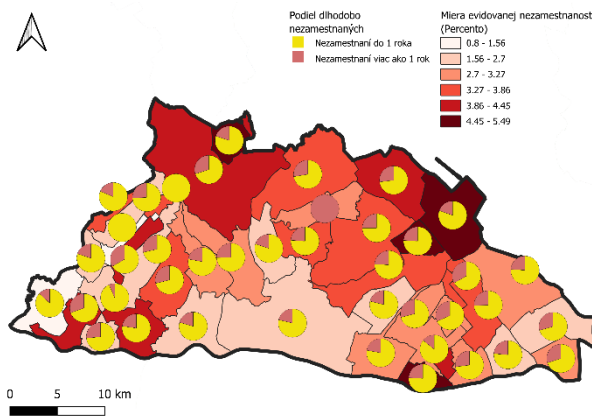 Podiel dlhodobo
nezamestnaných
Nezamestnaní do 1 roka
Nezamestnaní viac ako 1 rok
Miera evidovanej nezamestnanost
(Percento)
0.8 - 1.56
1.56 - 2.7
2.7 - 3.27
3.27 - 3.86
3.86 - 4.45
4.45 - 5.49
0 5 10 km